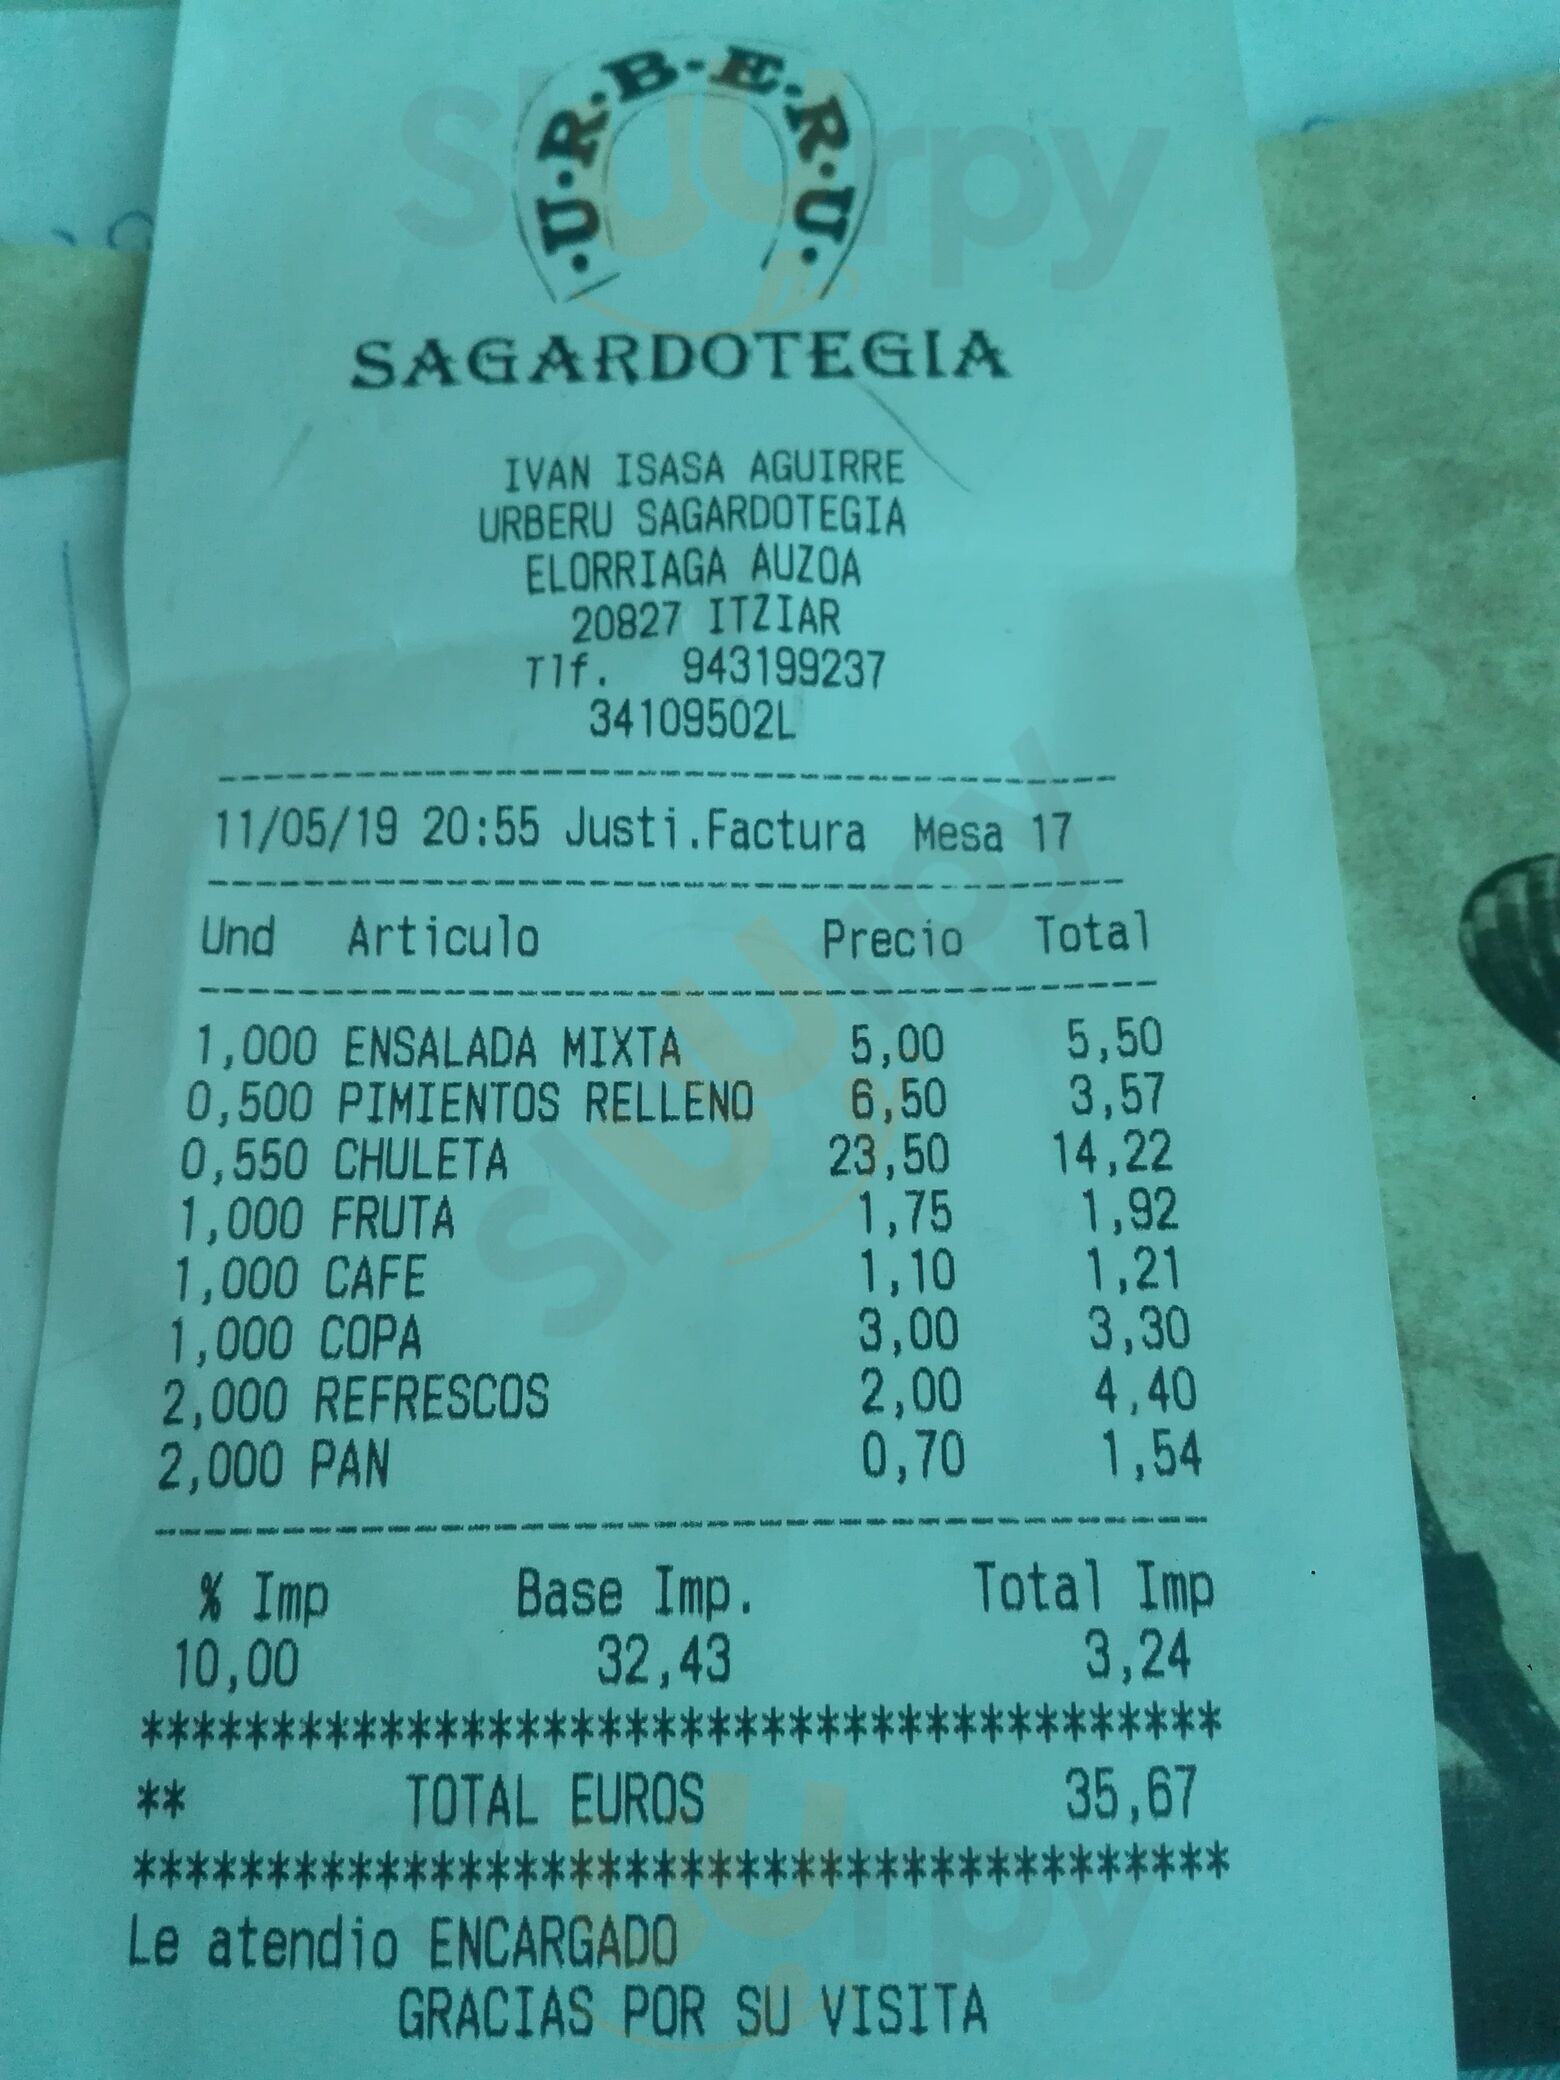 ·U·R·B·E·R·U·
SAGARDOTEGIA
IVAN ISASA AGUIRRE
URBERU SAGARDOTEGIA
ELORRIAGA AUZOA
20827 ITZIAR
Tlf. 943199237
34109502L
11/05/19 20:55 Justi.Factura Mesa 17
Und Articulo Precio Total
1,000 ENSALADA MIXTA 5,00 5,50
0,500 PIMIENTOS RELLENO 6,50 3,57
0,550 CHULETA 23,50 14,22
1,000 FRUTA 1,75 1,92
1,000 CAFE 1,10 1,21
1,000 COPA 3,00 3,30
2,000 REFRESCOS 2,00 4,40
2,000 PAN 0,70 1,54
% Imp Base Imp. Total Imp
10,00 32,43 3,24
****************************************
** TOTAL EUROS 35,67
****************************************
Le atendio ENCARGADO
GRACIAS POR SU VISITA
Sluurpy
Sluurpy
Sluurpy